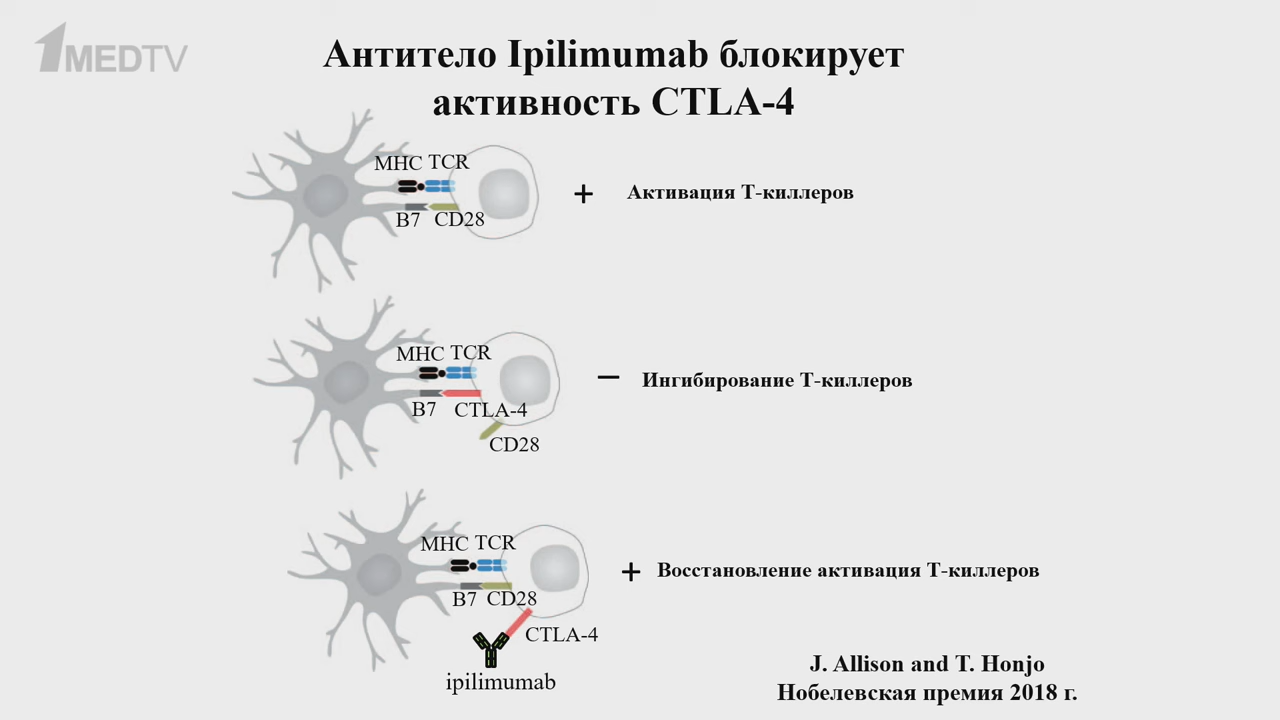 1MEDTV
Антитело Ipilimumab блокирует
активность CTLA-4
MHC TCR
B7 CD28
+ Активация Т-киллеров
MHC TCR
B7 CTLA-4
CD28
− Ингибирование Т-киллеров
MHC TCR
B7 CD28
CTLA-4
ipilimumab
+ Восстановление активация Т-киллеров
J. Allison and T. Honjo
Нобелевская премия 2018 г.